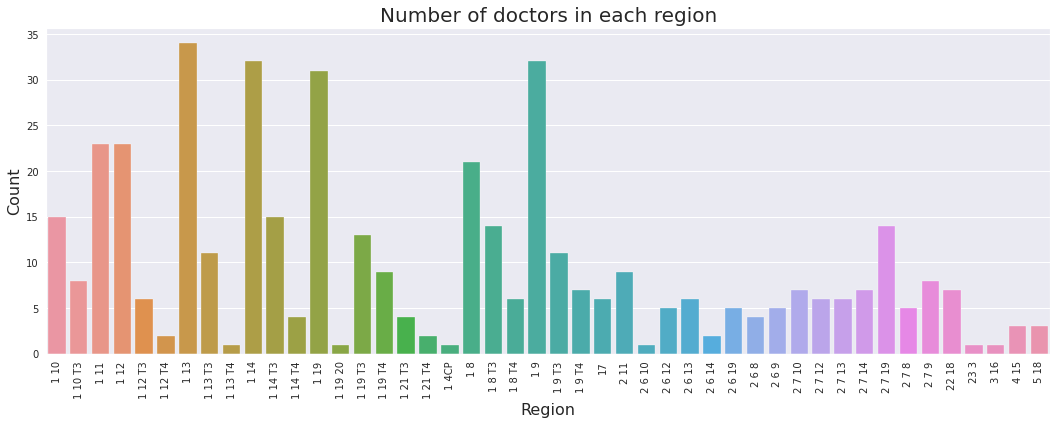 Number of doctors in each region
Count
35
30
25
20
15
10
5
0
1 10
1 10 T3
1 11
1 12
1 12 T3
1 12 T4
1 13
1 13 T3
1 13 T4
1 14
1 14 T3
1 14 T4
1 19
1 19 20
1 19 T3
1 19 T4
1 21 T3
1 21 T4
1 4CP
1 8
1 8 T3
1 8 T4
1 9
1 9 T3
1 9 T4
17
2 11
2 6 10
2 6 12
2 6 13
2 6 14
2 6 19
2 6 8
2 6 9
2 7 10
2 7 12
2 7 13
2 7 14
2 7 19
2 7 8
2 7 9
22 18
23 3
3 16
4 15
5 18
Region